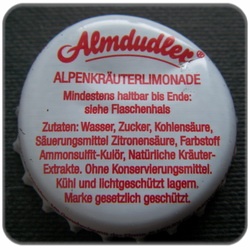 Almdudler®
ALPENKRÄUTERLIMONADE
Mindestens haltbar bis Ende:
siehe Flaschenhals
Zutaten: Wasser, Zucker, Kohlensäure,
Säuerungsmittel Zitronensäure, Farbstoff
Ammonsulfit-Kulör, Natürliche Kräuter-
Extrakte. Ohne Konservierungsmittel.
Kühl und lichtgeschützt lagern.
Marke gesetzlich geschützt.